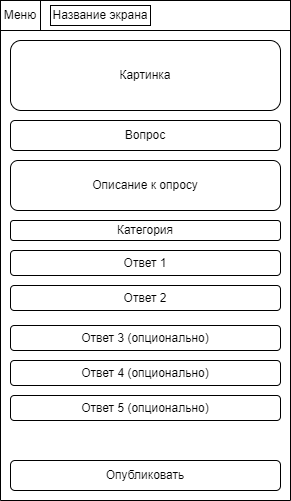 Меню
Название экрана
Картинка
Вопрос
Описание к опросу
Категория
Ответ 1
Ответ 2
Ответ 3 (опционально)
Ответ 4 (опционально)
Ответ 5 (опционально)
Опубликовать